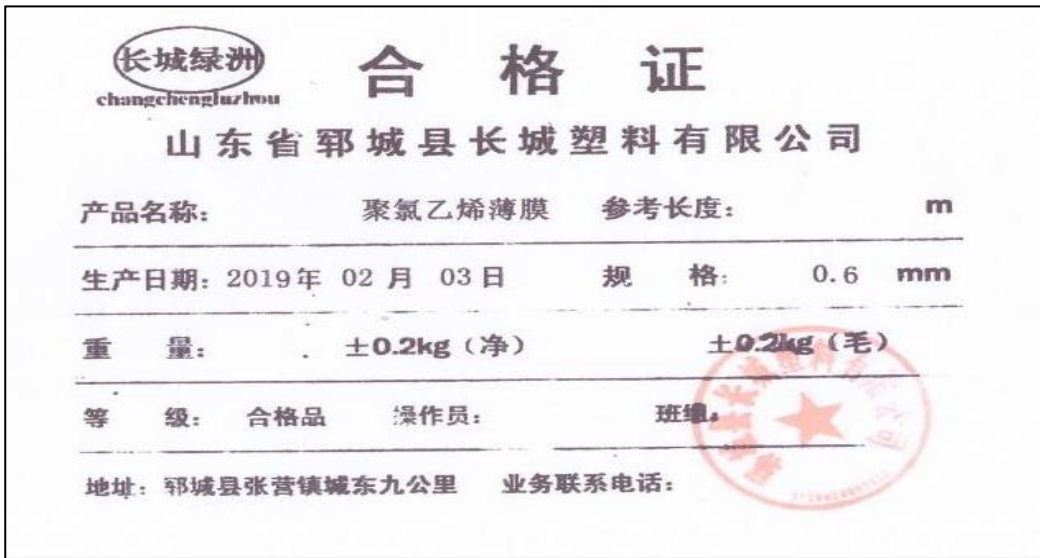 长城绿洲
changchengluzhou
合格证
山东省郓城县长城塑料有限公司
产品名称: 聚氯乙烯薄膜 参考长度: m
生产日期: 2019年 02月 03日 规 格: 0.6 mm
重 量: ±0.2kg(净) ±0.2kg(毛)
等 级: 合格品 操作员: 班组:
地址: 郓城县张营镇城东九公里 业务联系电话: